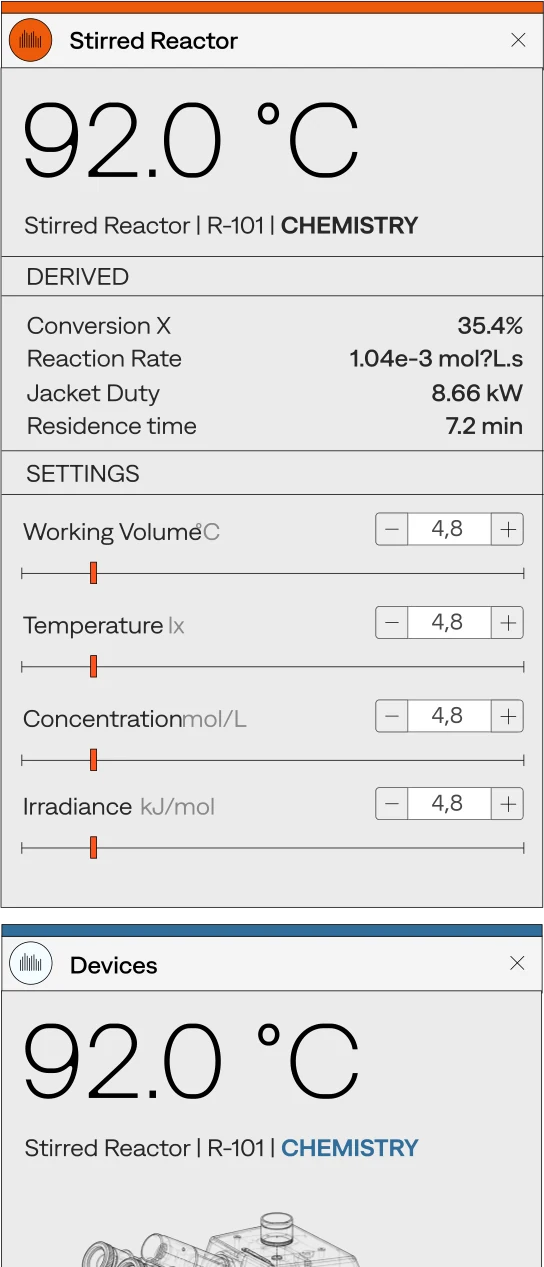 Stirred Reactor
92.0 °C
Stirred Reactor | R-101 | CHEMISTRY
DERIVED
Conversion X 35.4%
Reaction Rate 1.04e-3 mol?L.s
Jacket Duty 8.66 kW
Residence time 7.2 min
SETTINGS
Working Volume°C − 4,8 +
Temperature lx − 4,8 +
Concentrationmol/L − 4,8 +
Irradiance kJ/mol − 4,8 +
Devices
92.0 °C
Stirred Reactor | R-101 | CHEMISTRY